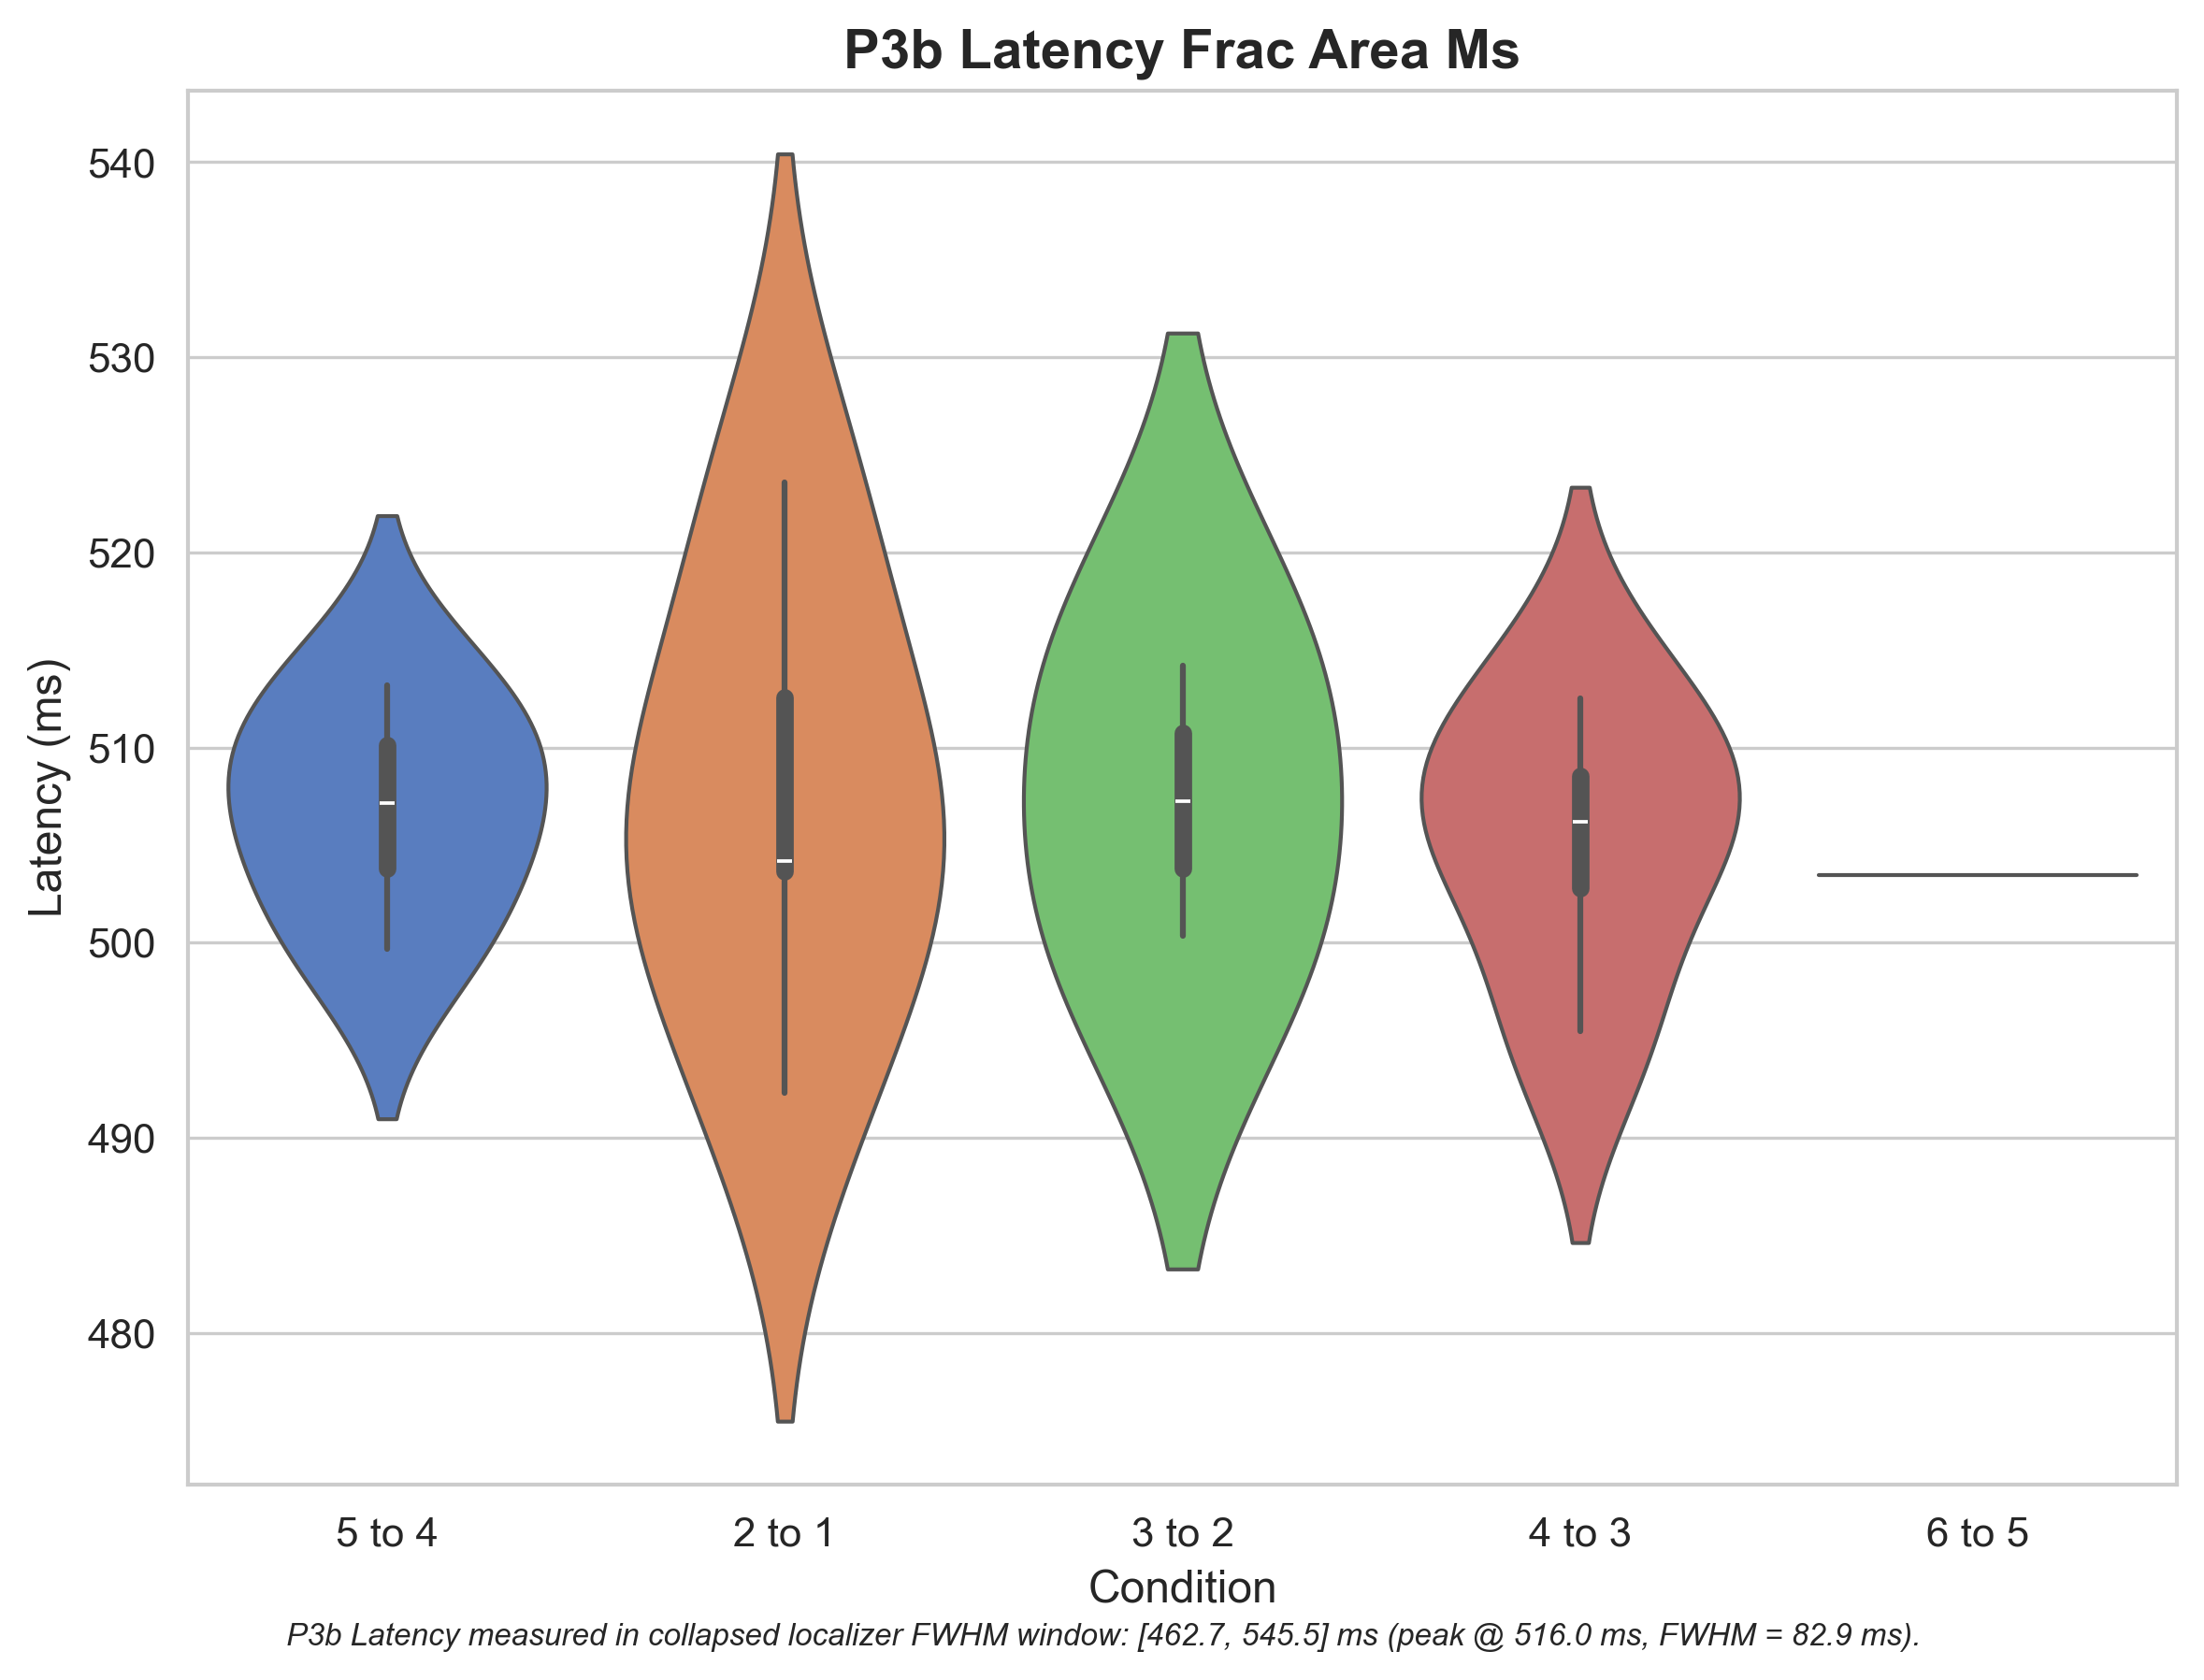 P3b Latency Frac Area Ms
Latency (ms)
540
530
520
510
500
490
480
5 to 4
2 to 1
3 to 2
4 to 3
6 to 5
Condition
P3b Latency measured in collapsed localizer FWHM window: [462.7, 545.5] ms (peak @ 516.0 ms, FWHM = 82.9 ms).